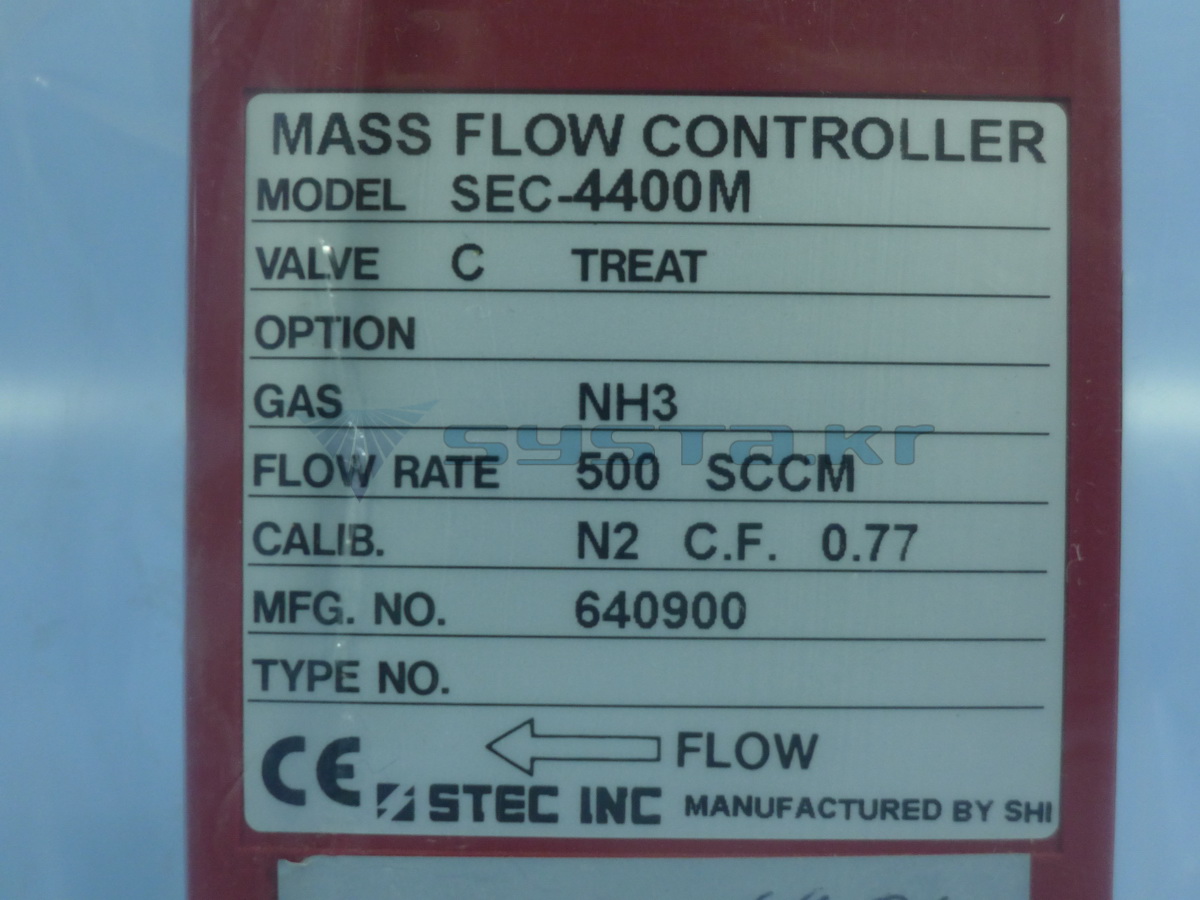 MASS FLOW CONTROLLER
MODEL SEC-4400M
VALVE C TREAT
OPTION
GAS NH3
systa.kr
FLOW RATE 500 SCCM
CALIB. N2 C.F. 0.77
MFG. NO. 640900
TYPE NO.
CE FLOW
STEC INC MANUFACTURED BY SHI